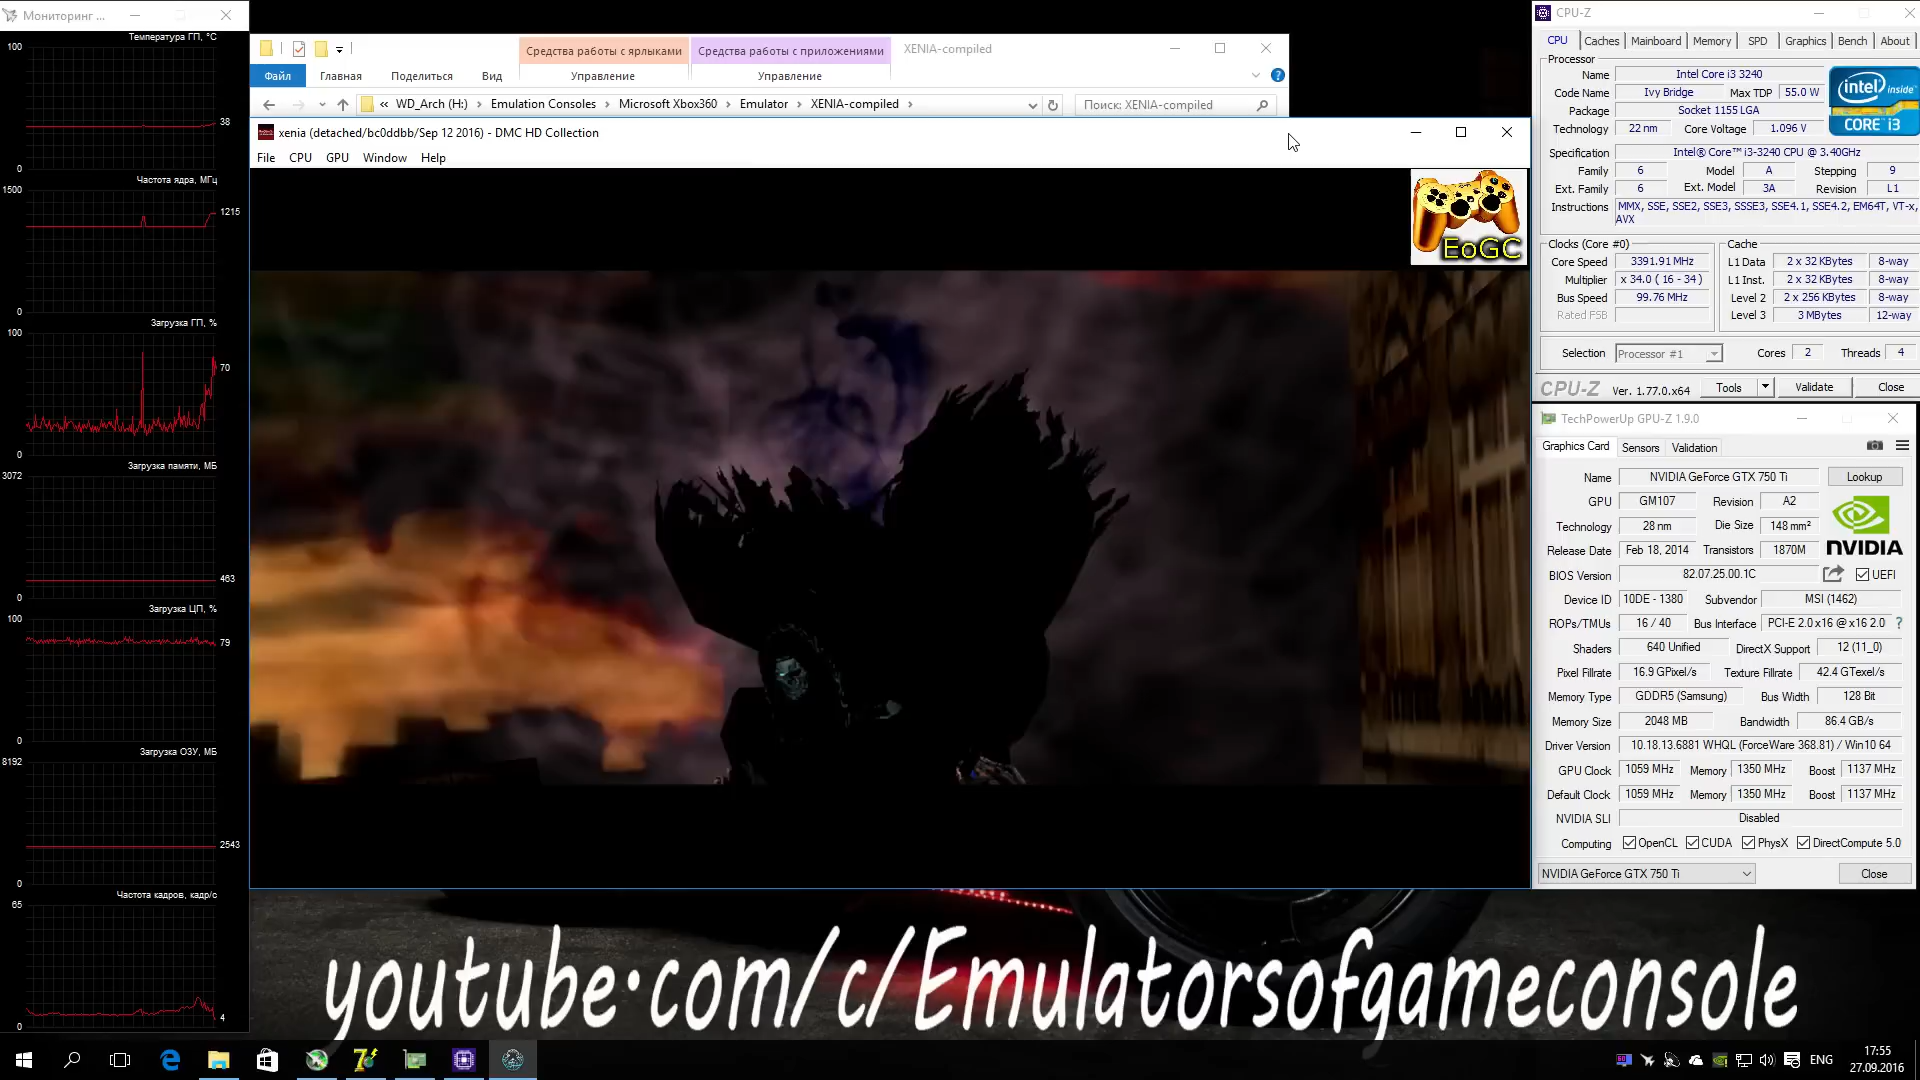 Мониторинг ...
Температура ГП, °C
100
38
0
Частота ядра, МГц
1500
1215
0
Загрузка ГП, %
100
70
0
Загрузка памяти, МБ
3072
463
0
Загрузка ЦП, %
100
79
0
Загрузка ОЗУ, МБ
8192
2543
0
Частота кадров, кадр/с
65
4
0
Средства работы с ярлыками
Средства работы с приложениями
XENIA-compiled
Файл
Главная
Поделиться
Вид
Управление
Управление
« WD_Arch (H:) › Emulation Consoles › Microsoft Xbox360 › Emulator › XENIA-compiled ›
Поиск: XENIA-compiled
xenia (detached/bc0ddbb/Sep 12 2016) - DMC HD Collection
File CPU GPU Window Help
EoGC
CPU-Z
CPU Caches Mainboard Memory SPD Graphics Bench About
Processor
Name Intel Core i3 3240
Code Name Ivy Bridge Max TDP 55.0 W
Package Socket 1155 LGA
Technology 22 nm Core Voltage 1.096 V
intel inside
CORE i3
Specification Intel® Core™ i3-3240 CPU @ 3.40GHz
Family 6 Model A Stepping 9
Ext. Family 6 Ext. Model 3A Revision L1
Instructions MMX, SSE, SSE2, SSE3, SSSE3, SSE4.1, SSE4.2, EM64T, VT-x,
AVX
Clocks (Core #0)
Core Speed 3391.91 MHz
Multiplier x 34.0 ( 16 - 34 )
Bus Speed 99.76 MHz
Rated FSB
Cache
L1 Data 2 x 32 KBytes 8-way
L1 Inst. 2 x 32 KBytes 8-way
Level 2 2 x 256 KBytes 8-way
Level 3 3 MBytes 12-way
Selection Processor #1 Cores 2 Threads 4
CPU-Z Ver. 1.77.0.x64 Tools Validate Close
TechPowerUp GPU-Z 1.9.0
Graphics Card Sensors Validation
Name NVIDIA GeForce GTX 750 Ti Lookup
GPU GM107 Revision A2
Technology 28 nm Die Size 148 mm²
Release Date Feb 18, 2014 Transistors 1870M
NVIDIA
BIOS Version 82.07.25.00.1C UEFI
Device ID 10DE - 1380 Subvendor MSI (1462)
ROPs/TMUs 16 / 40 Bus Interface PCI-E 2.0 x16 @ x16 2.0 ?
Shaders 640 Unified DirectX Support 12 (11_0)
Pixel Fillrate 16.9 GPixel/s Texture Fillrate 42.4 GTexel/s
Memory Type GDDR5 (Samsung) Bus Width 128 Bit
Memory Size 2048 MB Bandwidth 86.4 GB/s
Driver Version 10.18.13.6881 WHQL (ForceWare 368.81) / Win10 64
GPU Clock 1059 MHz Memory 1350 MHz Boost 1137 MHz
Default Clock 1059 MHz Memory 1350 MHz Boost 1137 MHz
NVIDIA SLI Disabled
Computing OpenCL CUDA PhysX DirectCompute 5.0
NVIDIA GeForce GTX 750 Ti Close
youtube.com/c/Emulatorsofgameconsole
ENG
17:55
27.09.2016